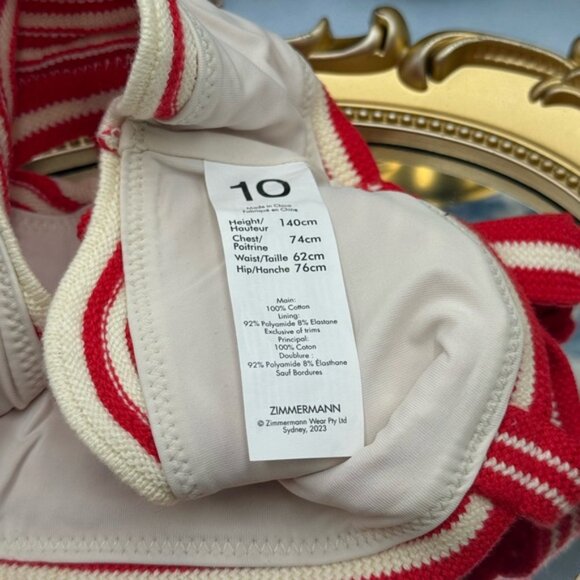 10
Made in China
Fabriqué en Chine
Height/ 140cm
Hauteur
Chest/ 74cm
Poitrine
Waist/Taille 62cm
Hip/Hanche 76cm
Main:
100% Cotton
Lining:
92% Polyamide 8% Elastane
Exclusive of trims
Principal:
100% Coton
Doublure :
92% Polyamide 8% Élasthane
Sauf Bordures
ZIMMERMANN
© Zimmermann Wear Pty Ltd
Sydney, 2023